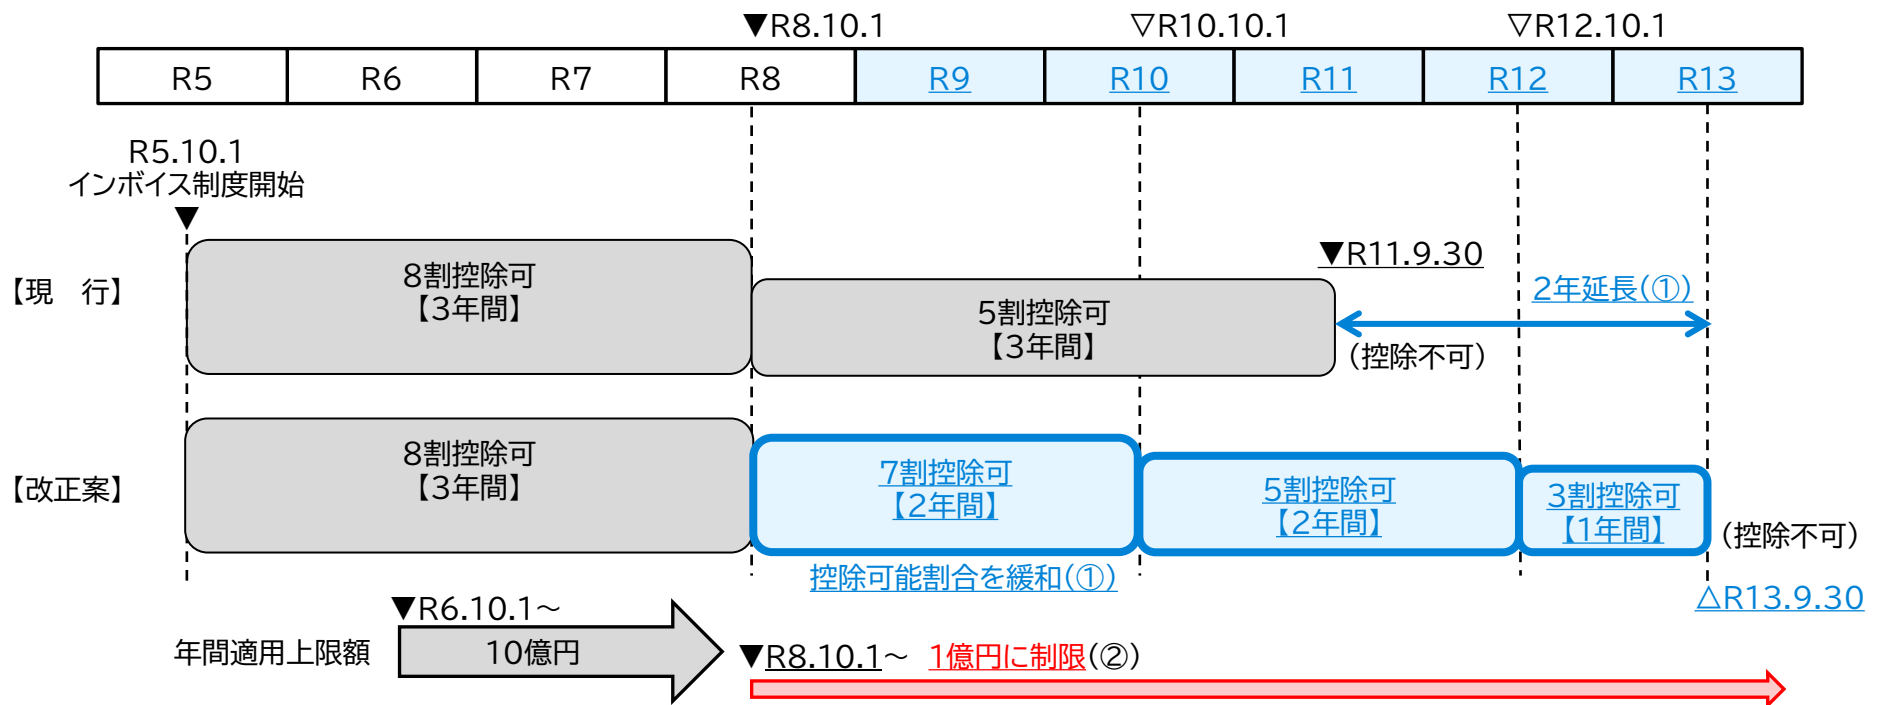 ▼R8.10.1
▽R10.10.1
▽R12.10.1
R5
R6
R7
R8
R9
R10
R11
R12
R13
R5.10.1
インボイス制度開始
▼
【現　行】
8割控除可
【3年間】
5割控除可
【3年間】
▼R11.9.30
2年延長(①)
(控除不可)
【改正案】
8割控除可
【3年間】
7割控除可
【2年間】
5割控除可
【2年間】
3割控除可
【1年間】
(控除不可)
控除可能割合を緩和(①)
△R13.9.30
▼R6.10.1～
年間適用上限額
10億円
▼R8.10.1～ 1億円に制限(②)